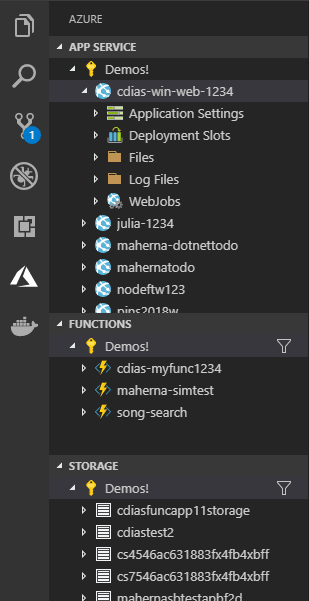 AZURE
APP SERVICE
Demos!
cdias-win-web-1234
Application Settings
Deployment Slots
Files
Log Files
WebJobs
julia-1234
maherna-dotnettodo
mahernatodo
nodeftw123
pins2018w
1
FUNCTIONS
Demos!
cdias-myfunc1234
maherna-simtest
song-search
STORAGE
Demos!
cdiasfuncapp11storage
cdiastest2
cs4546ac631883fx4fb4xbff
cs7546ac631883fx4fb4xbff
mahernasbtestapbf2d